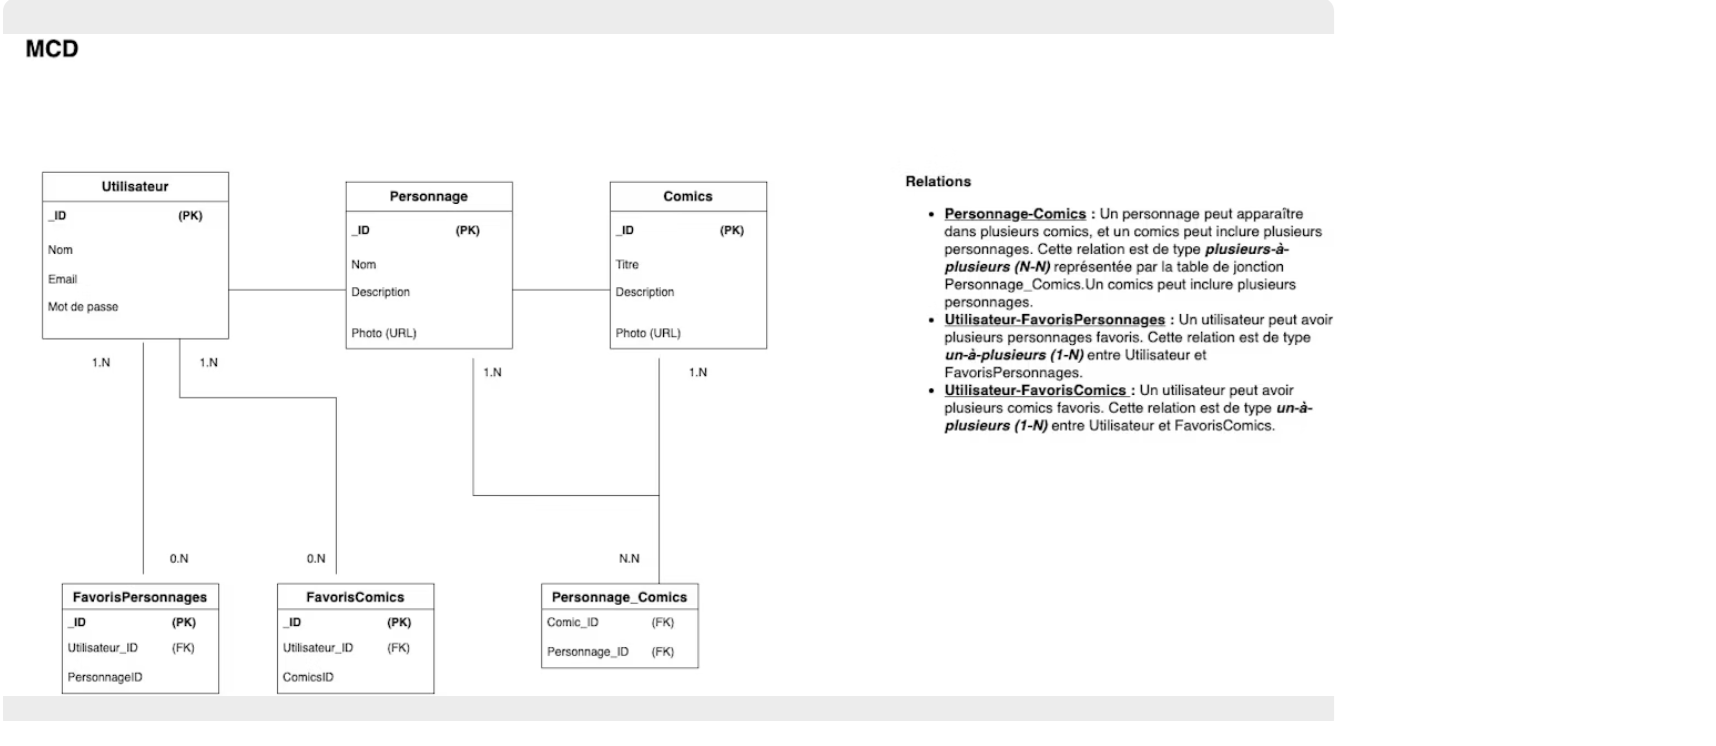 MCD
Utilisateur
_ID (PK)
Nom
Email
Mot de passe
Personnage
_ID (PK)
Nom
Description
Photo (URL)
Comics
_ID (PK)
Titre
Description
Photo (URL)
1.N
1.N
1.N
1.N
0.N
0.N
N.N
FavorisPersonnages
_ID (PK)
Utilisateur_ID (FK)
PersonnageID
FavorisComics
_ID (PK)
Utilisateur_ID (FK)
ComicsID
Personnage_Comics
Comic_ID (FK)
Personnage_ID (FK)
Relations
• Personnage-Comics : Un personnage peut apparaître
dans plusieurs comics, et un comics peut inclure plusieurs
personnages. Cette relation est de type plusieurs-à-
plusieurs (N-N) représentée par la table de jonction
Personnage_Comics.Un comics peut inclure plusieurs
personnages.
• Utilisateur-FavorisPersonnages : Un utilisateur peut avoir
plusieurs personnages favoris. Cette relation est de type
un-à-plusieurs (1-N) entre Utilisateur et
FavorisPersonnages.
• Utilisateur-FavorisComics : Un utilisateur peut avoir
plusieurs comics favoris. Cette relation est de type un-à-
plusieurs (1-N) entre Utilisateur et FavorisComics.